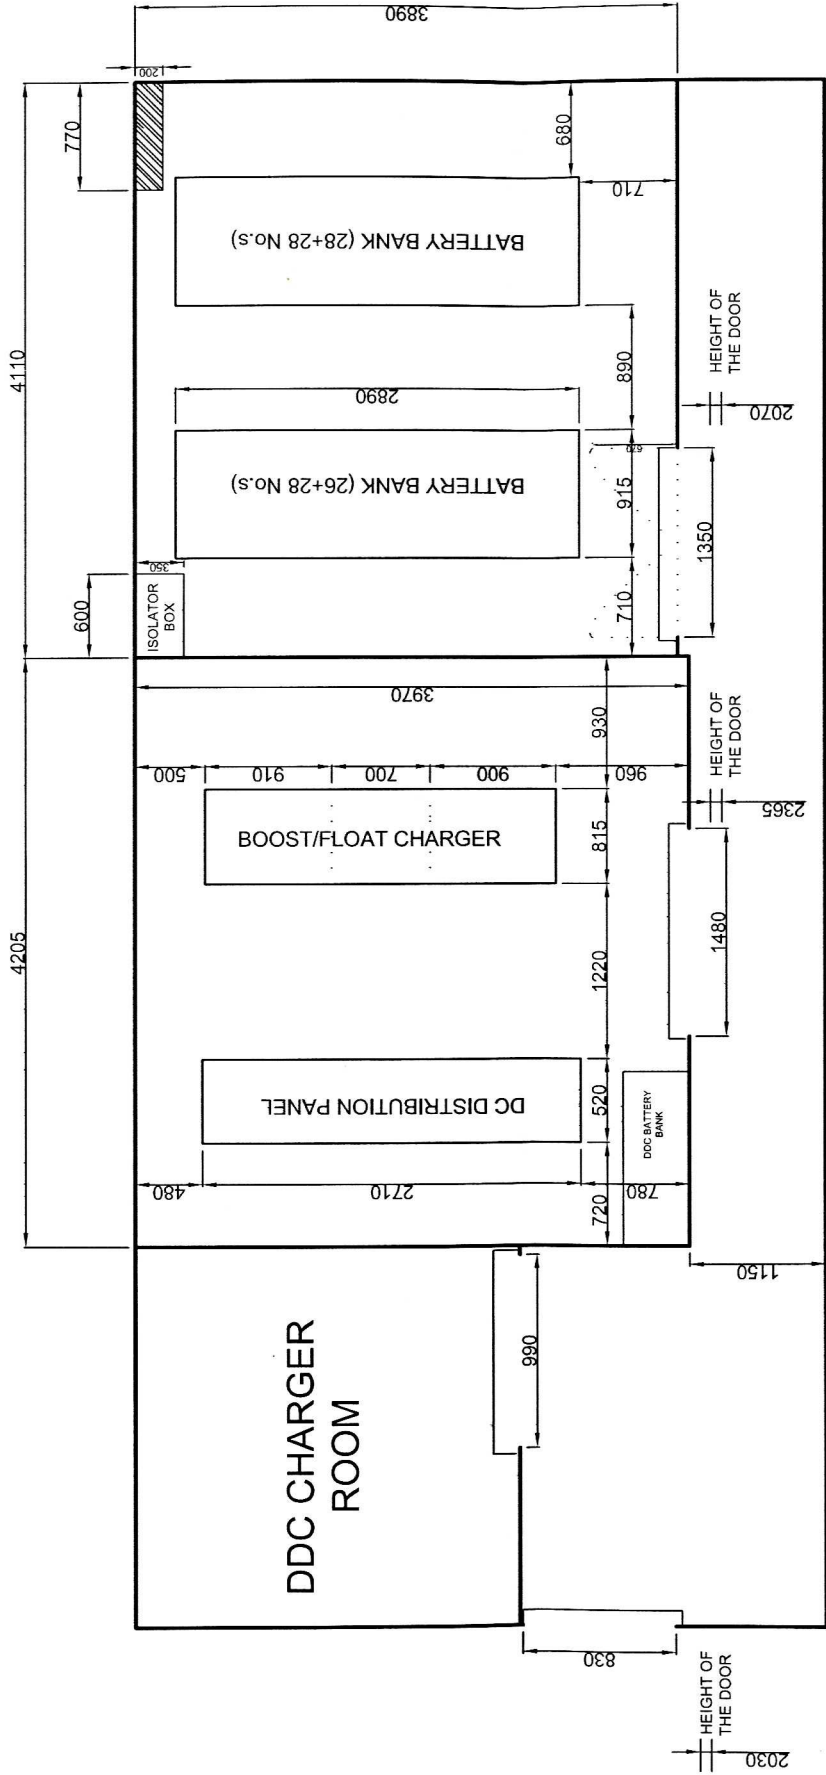 3890
200
770
4110
680
710
BATTERY BANK (28+28 No.s)
HEIGHT OF
THE DOOR
2070
890
2890
BATTERY BANK (26+28 No.s)
915
670
1350
710
350
600
ISOLATOR
BOX
4205
3970
930
HEIGHT OF
THE DOOR
2365
500
910
700
900
960
BOOST/FLOAT CHARGER
815
1480
1220
DC DISTRIBUTION PANEL
520
DDC BATTERY
BANK
480
2710
780
720
1150
990
DDC CHARGER
ROOM
830
HEIGHT OF
THE DOOR
2030